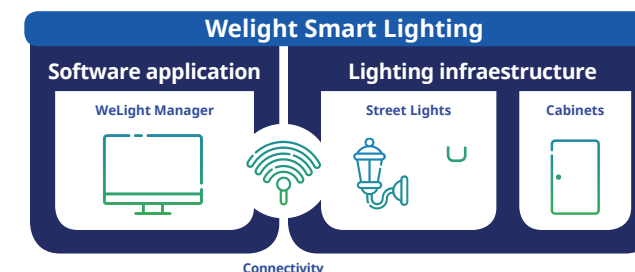 Welight Smart Lighting
Software application
Lighting infraestructure
WeLight Manager
Street Lights
Cabinets
Connectivity